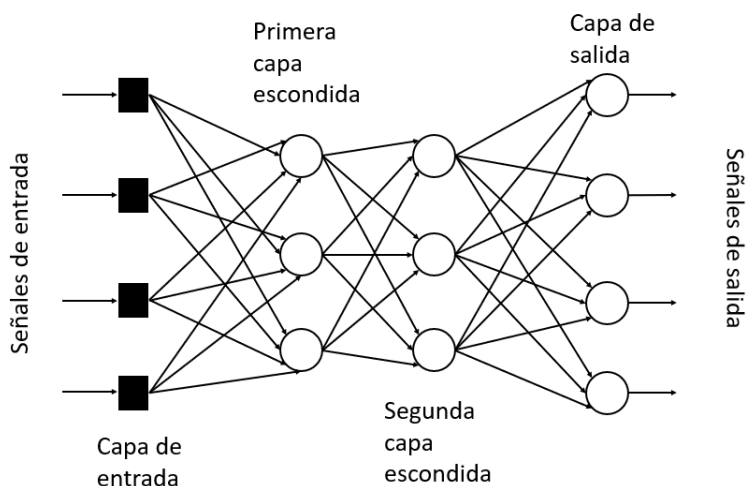 Primera
capa
escondida
Capa de
salida
Señales de entrada
Señales de salida
Capa de
entrada
Segunda
capa
escondida